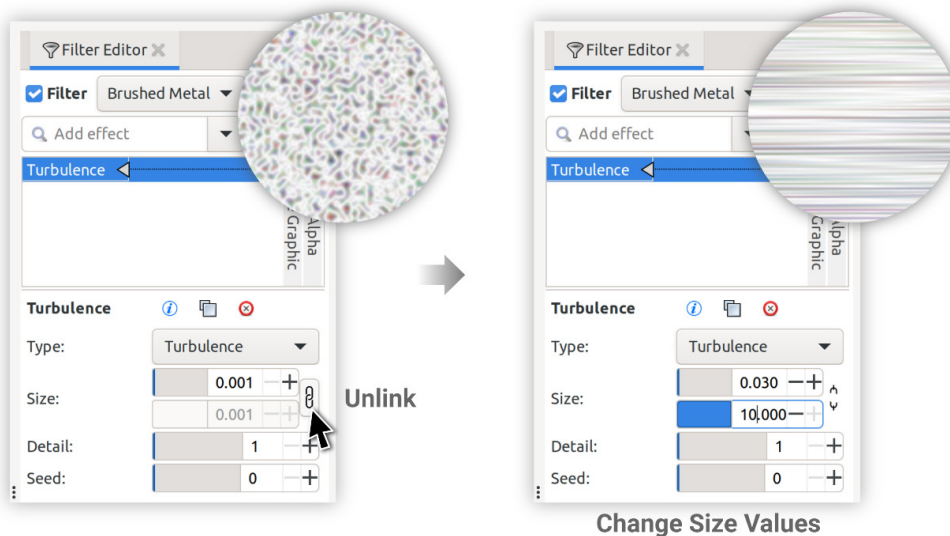 Filter Editor
Filter Brushed Metal
Add effect
Turbulence
Graphic
Alpha
Turbulence
Type: Turbulence
Size: 0.001
0.001
Detail: 1
Seed: 0
Unlink
Filter Editor
Filter Brushed Metal
Add effect
Turbulence
Graphic
Alpha
Turbulence
Type: Turbulence
Size: 0.030
10.000
Detail: 1
Seed: 0
Change Size Values